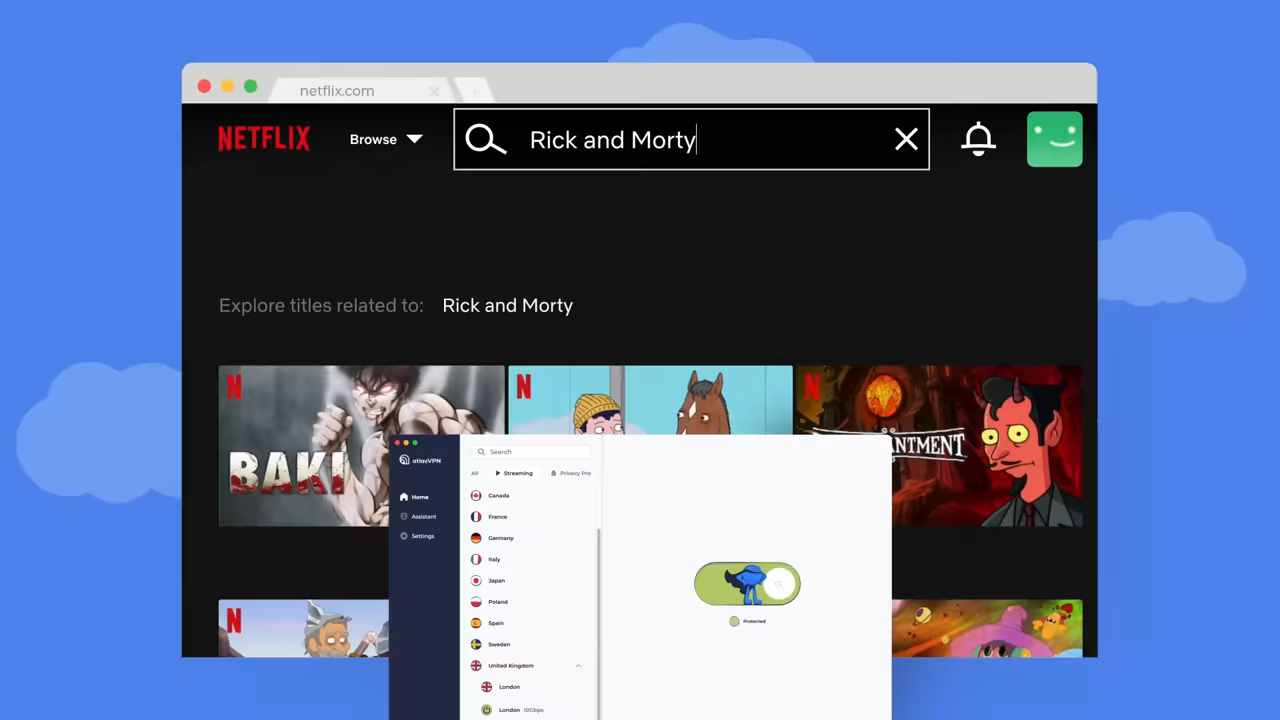 netflix.com
NETFLIX
Browse
Rick and Morty
Explore titles related to: Rick and Morty
N
N
N
BAKI
ANTMENT
N
atlasVPN
Home
Assistant
Settings
Search
All
Streaming
Privacy Pro
Canada
France
Germany
Italy
Japan
Poland
Spain
Sweden
United Kingdom
London
London 10Gbps
Protected